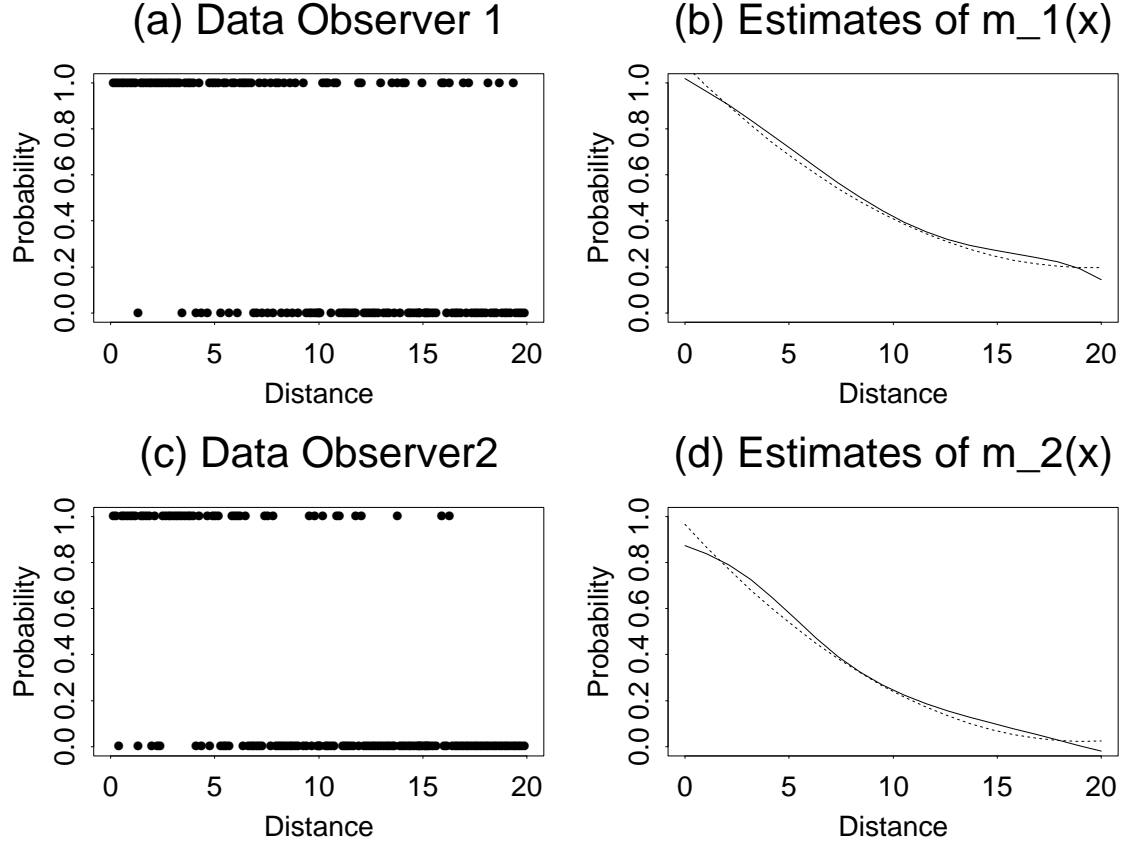 (a) Data Observer 1
Probability
0.0 0.2 0.4 0.6 0.8 1.0
0 5 10 15 20
Distance
(b) Estimates of m_1(x)
Probability
0.0 0.2 0.4 0.6 0.8 1.0
0 5 10 15 20
Distance
(c) Data Observer2
Probability
0.0 0.2 0.4 0.6 0.8 1.0
0 5 10 15 20
Distance
(d) Estimates of m_2(x)
Probability
0.0 0.2 0.4 0.6 0.8 1.0
0 5 10 15 20
Distance